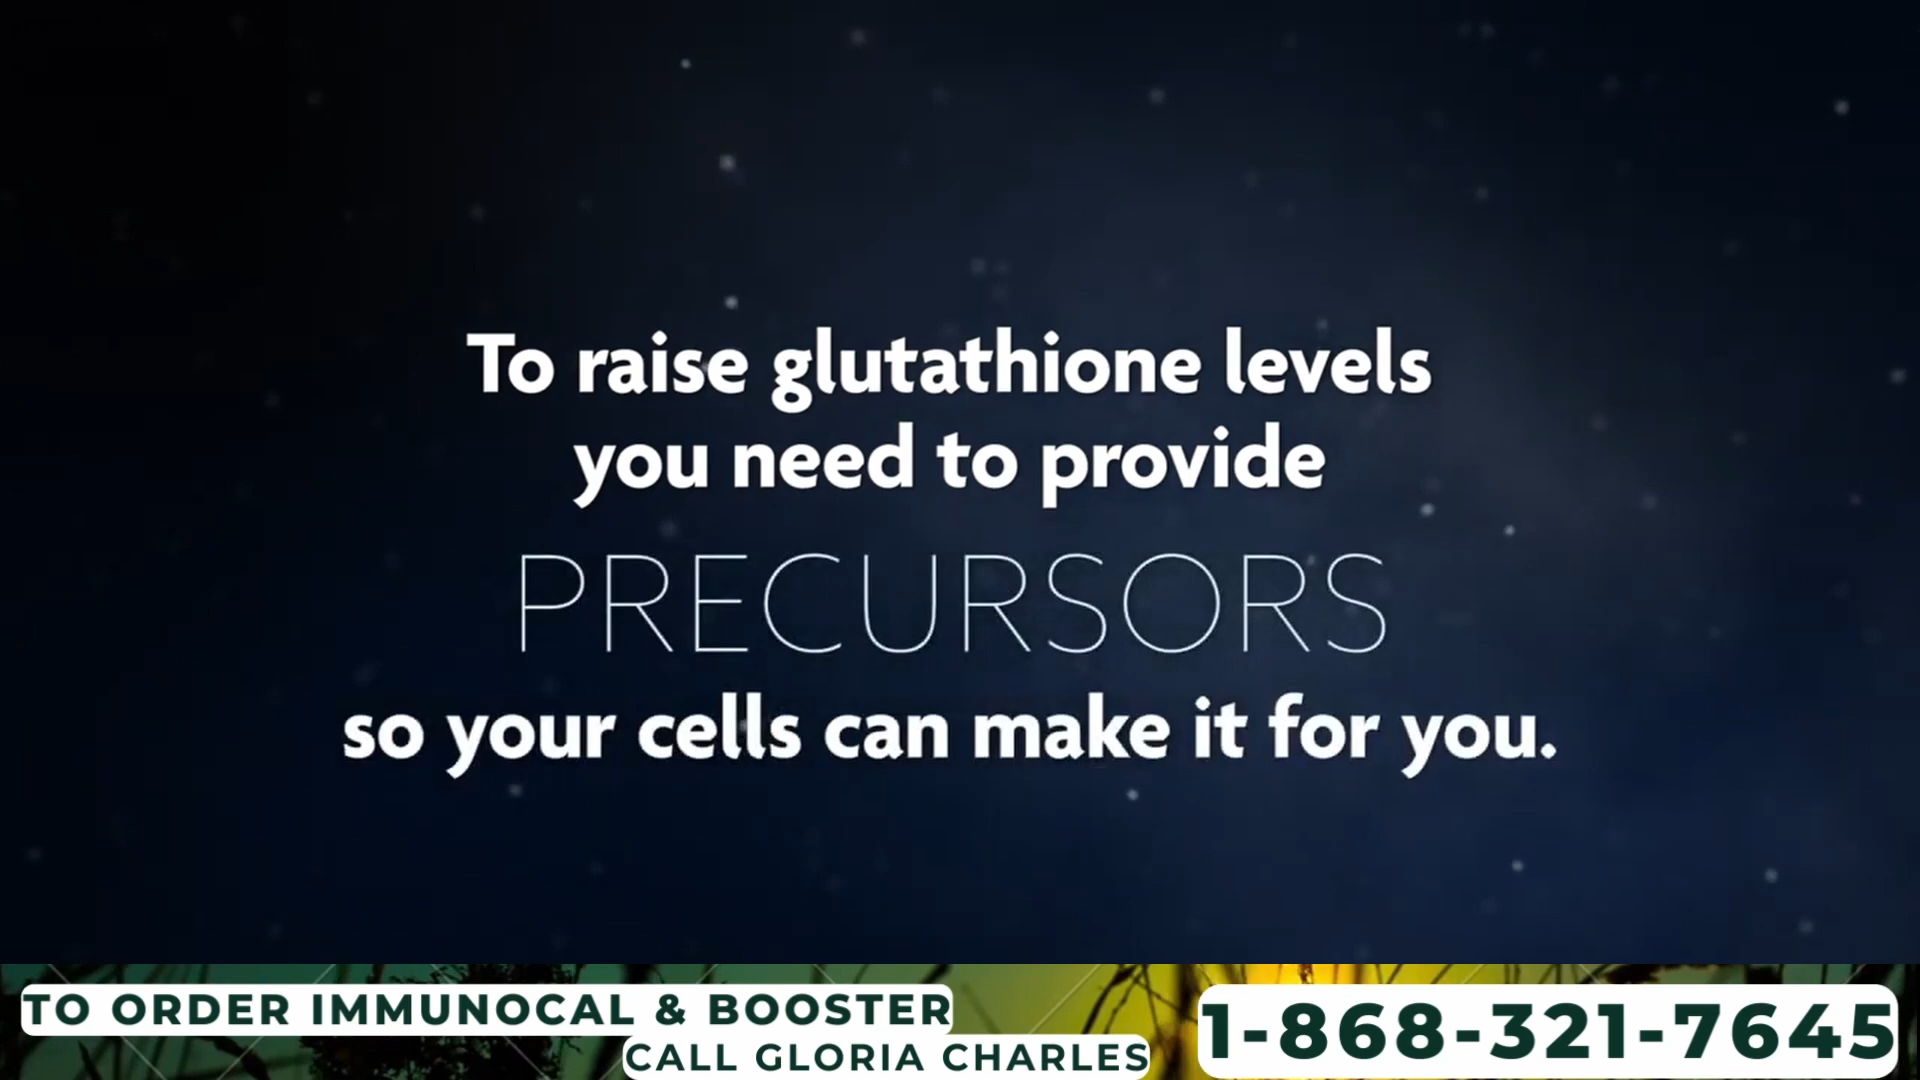 To raise glutathione levels
you need to provide
PRECURSORS
so your cells can make it for you.
TO ORDER IMMUNOCAL & BOOSTER
CALL GLORIA CHARLES
1-868-321-7645